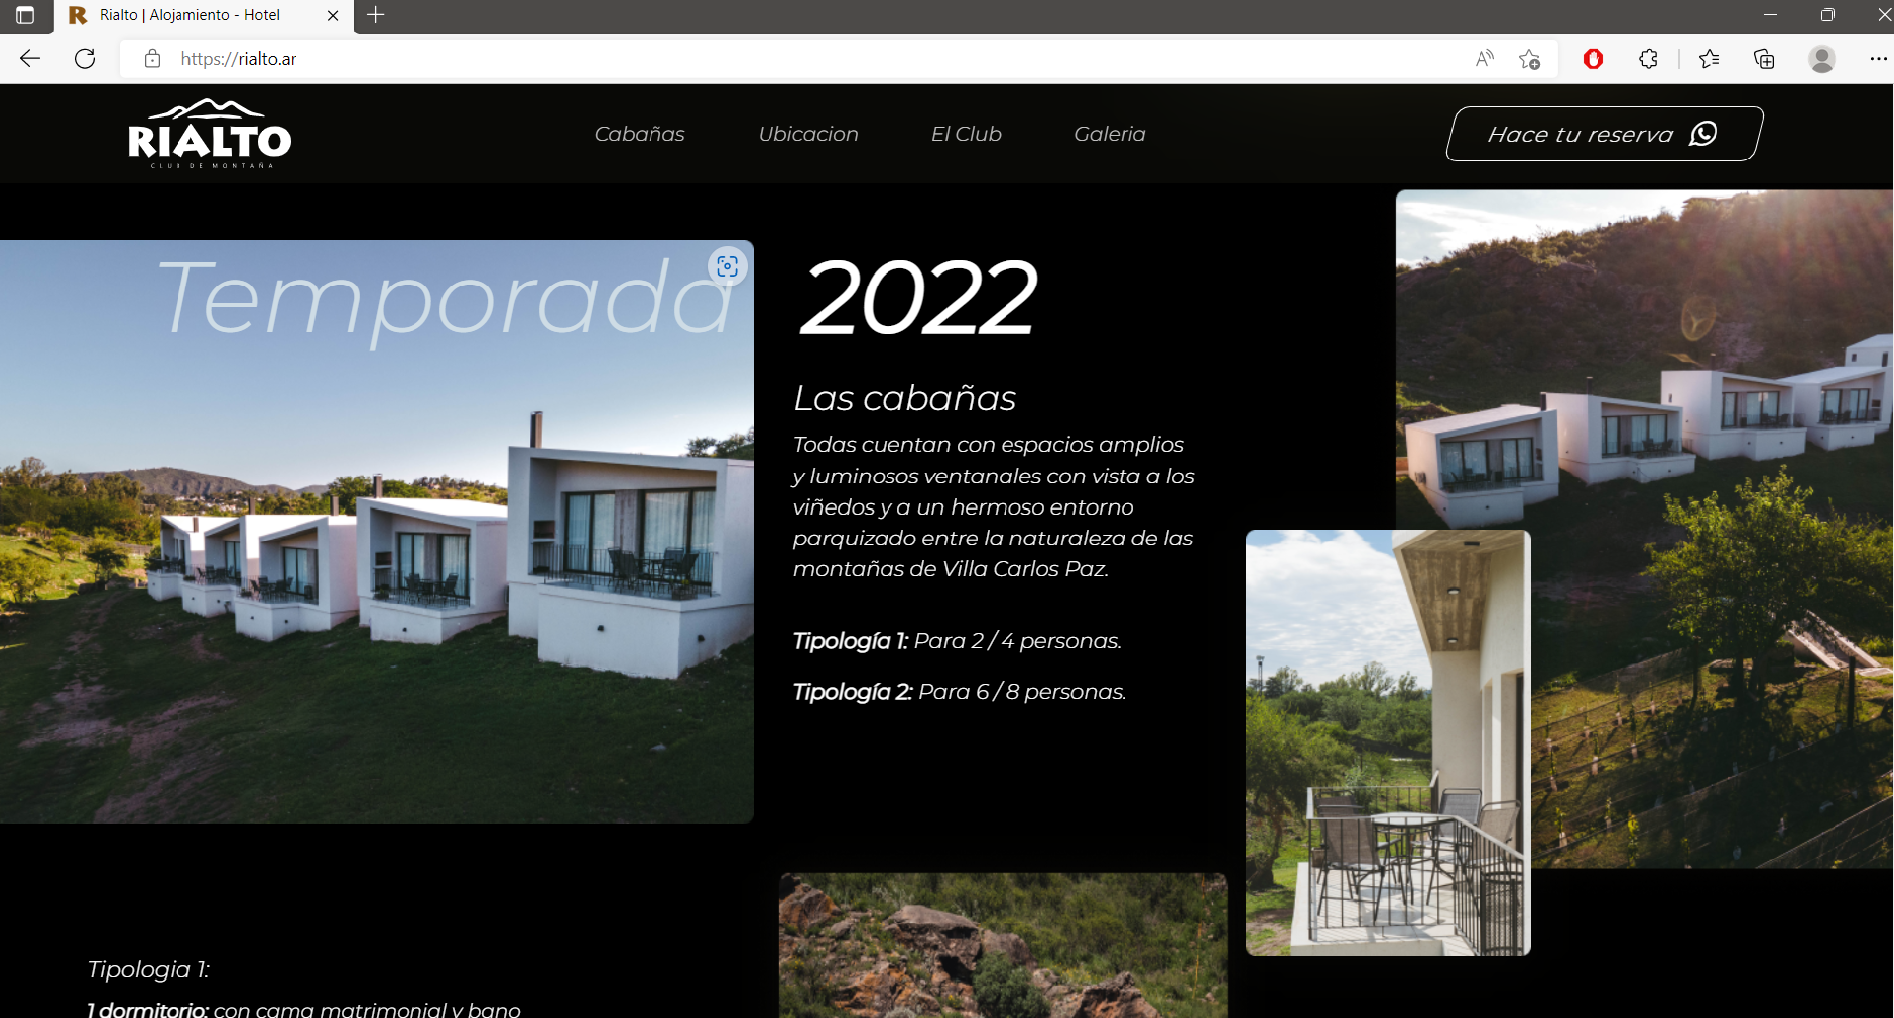 Rialto | Alojamiento - Hotel
https://rialto.ar
RIALTO
CLUB DE MONTAÑA
Cabañas
Ubicacion
El Club
Galeria
Hace tu reserva
Temporada 2022
Las cabañas
Todas cuentan con espacios amplios
y luminosos ventanales con vista a los
viñedos y a un hermoso entorno
parquizado entre la naturaleza de las
montañas de Villa Carlos Paz.
Tipología 1: Para 2 / 4 personas.
Tipología 2: Para 6 / 8 personas.
Tipologia 1:
1 dormitorio: con cama matrimonial y bano